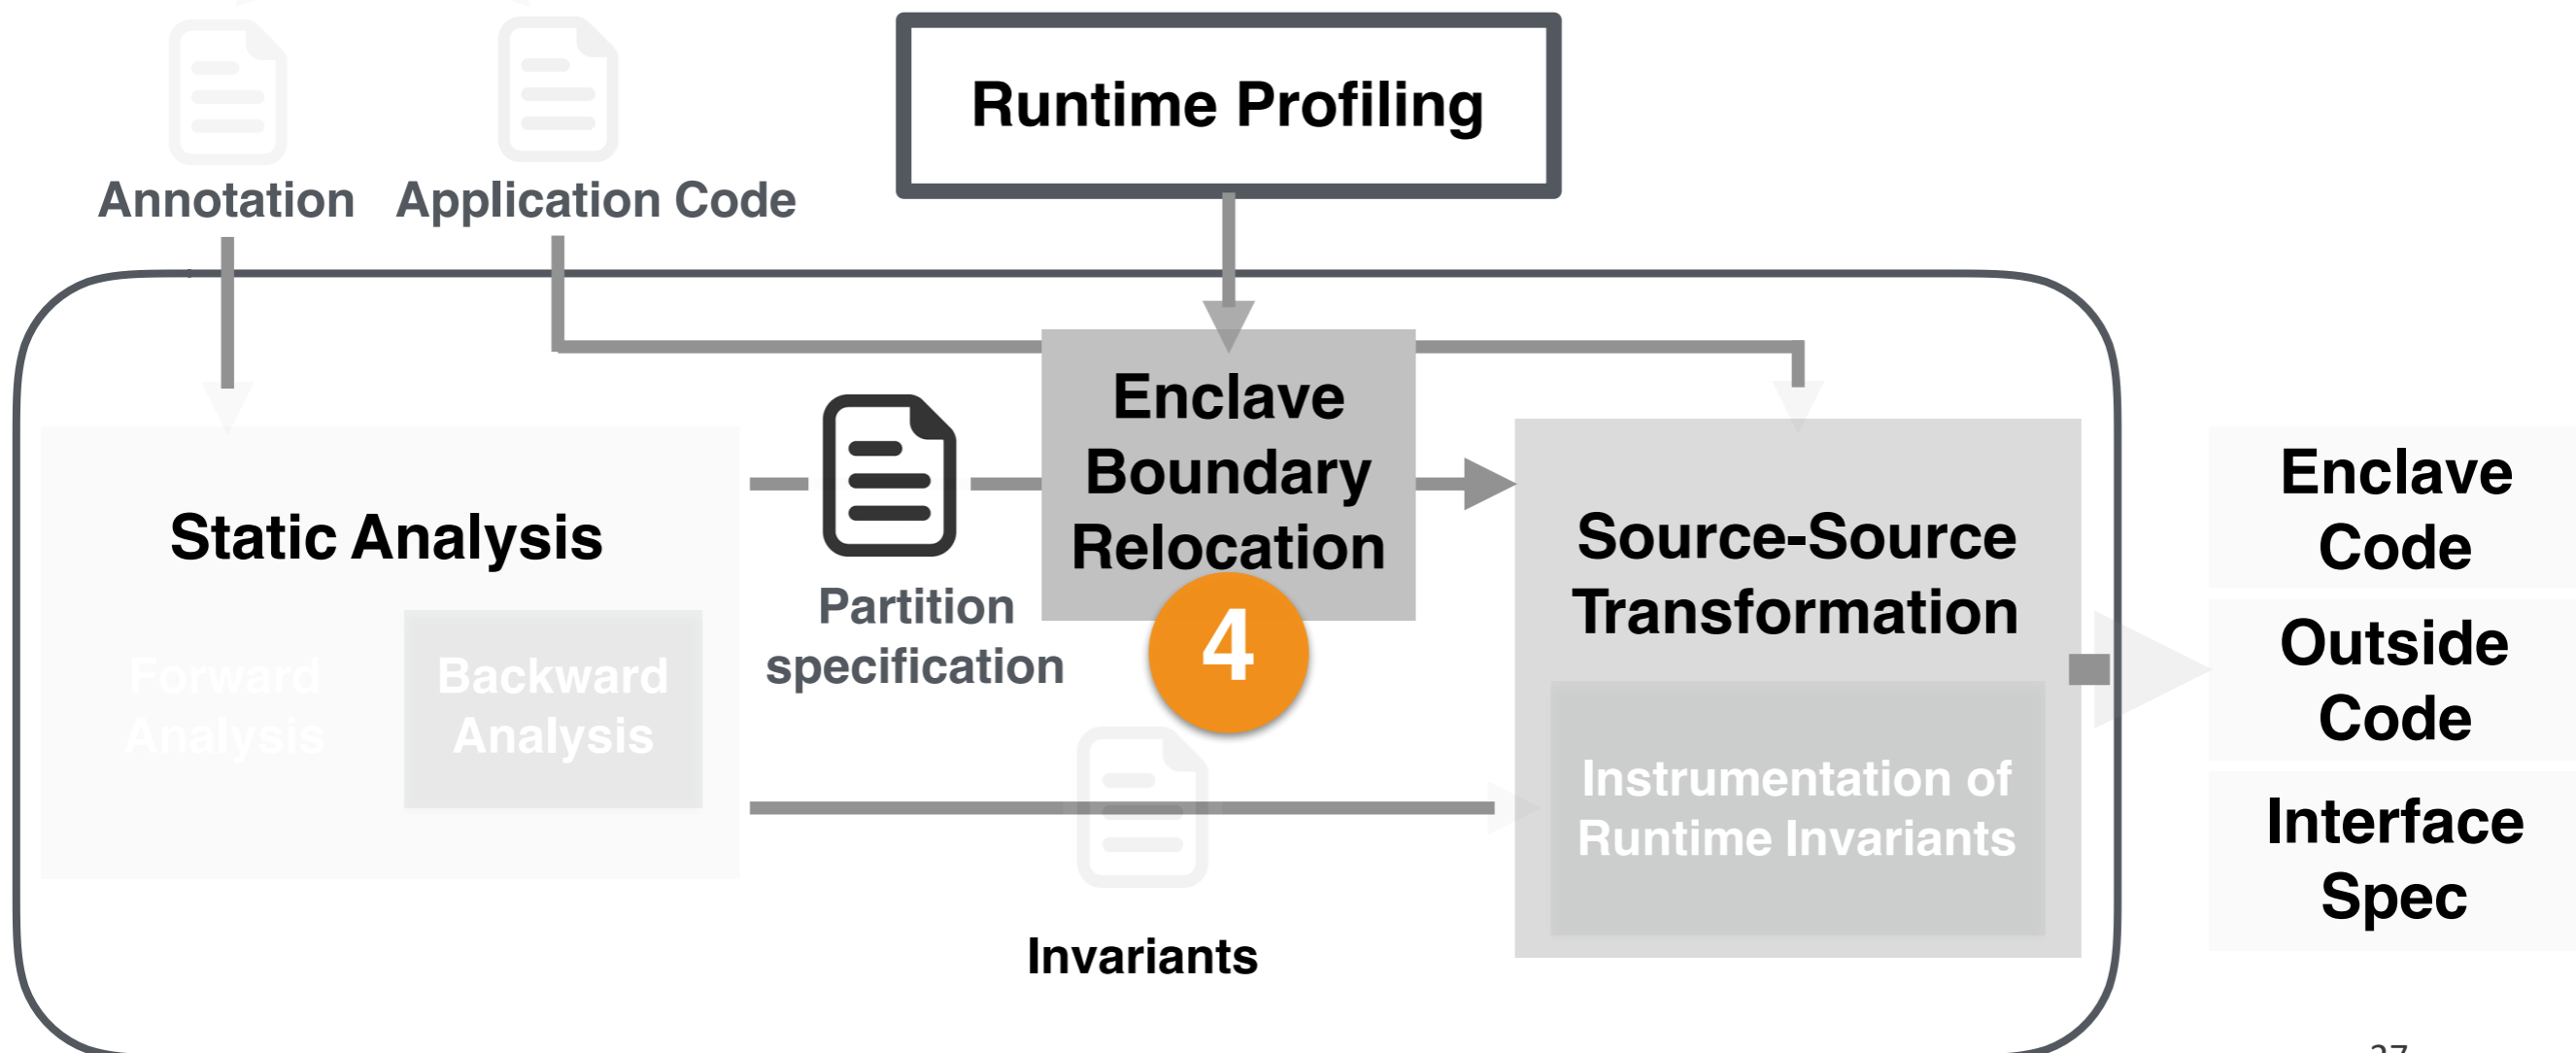 Runtime Profiling
Annotation
Application Code
Enclave
Boundary
Relocation
4
Static Analysis
Forward
Analysis
Backward
Analysis
Partition
specification
Invariants
Source-Source
Transformation
Instrumentation of
Runtime Invariants
Enclave
Code
Outside
Code
Interface
Spec